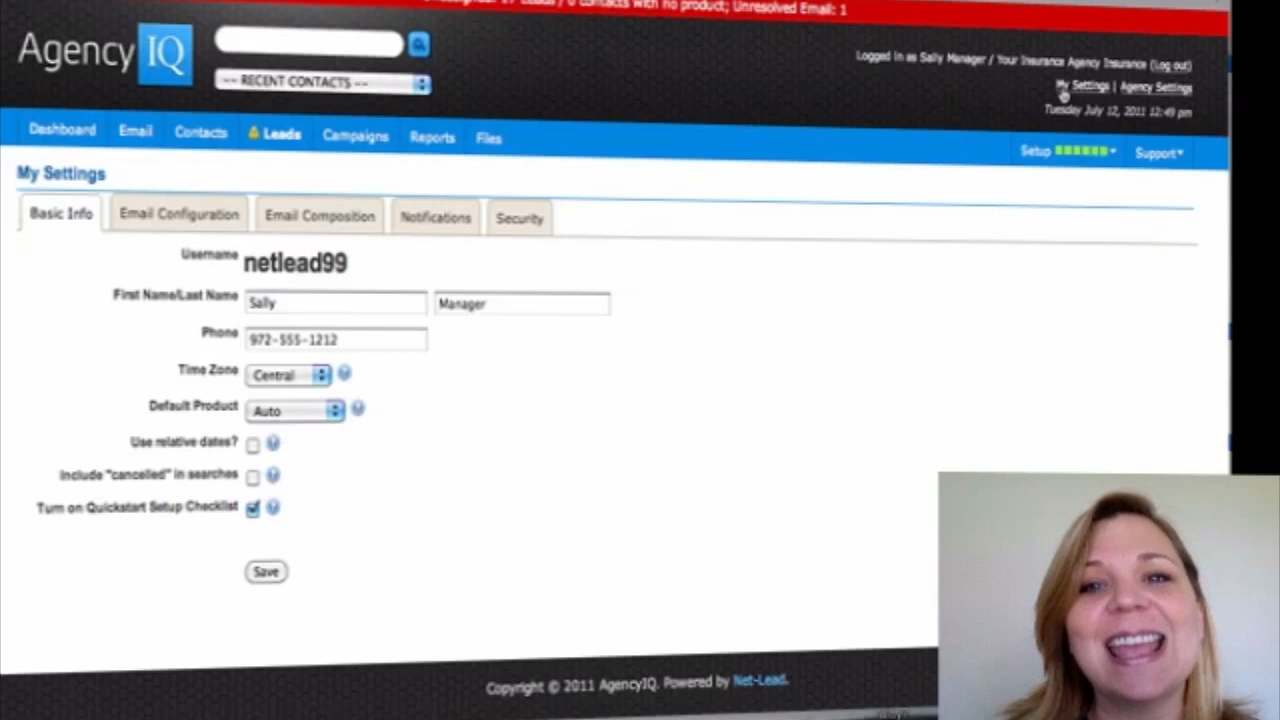 Leads / 0 contacts with no product; Unresolved Email: 1
Agency IQ
Logged in as Sally Manager / Your Insurance Agency Insurance (Log out)
-- RECENT CONTACTS --
My Settings | Agency Settings
Tuesday July 12, 2011 12:49 pm
Dashboard Email Contacts Leads Campaigns Reports Files
Setup Support
My Settings
Basic Info Email Configuration Email Composition Notifications Security
Username netlead99
First Name/Last Name Sally Manager
Phone 972-555-1212
Time Zone Central
Default Product Auto
Use relative dates?
Include "cancelled" in searches
Turn on Quickstart Setup Checklist
Save
Copyright © 2011 AgencyIQ. Powered by Net-Lead.